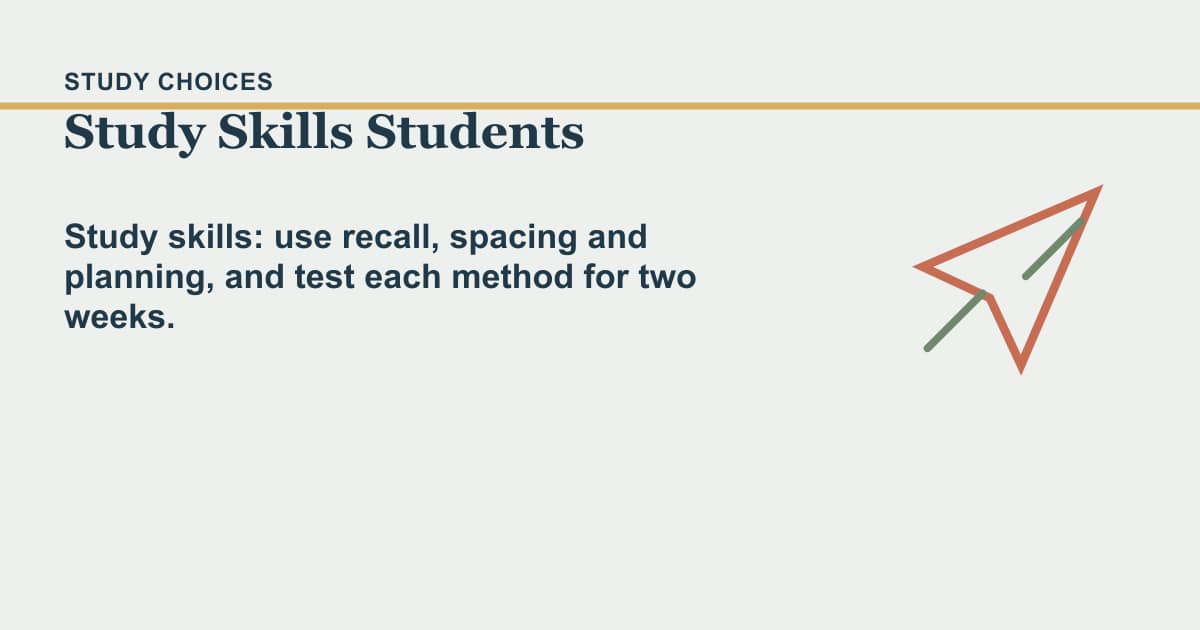 STUDY CHOICES
Study Skills Students
Study skills: use recall, spacing and
planning, and test each method for two
weeks.